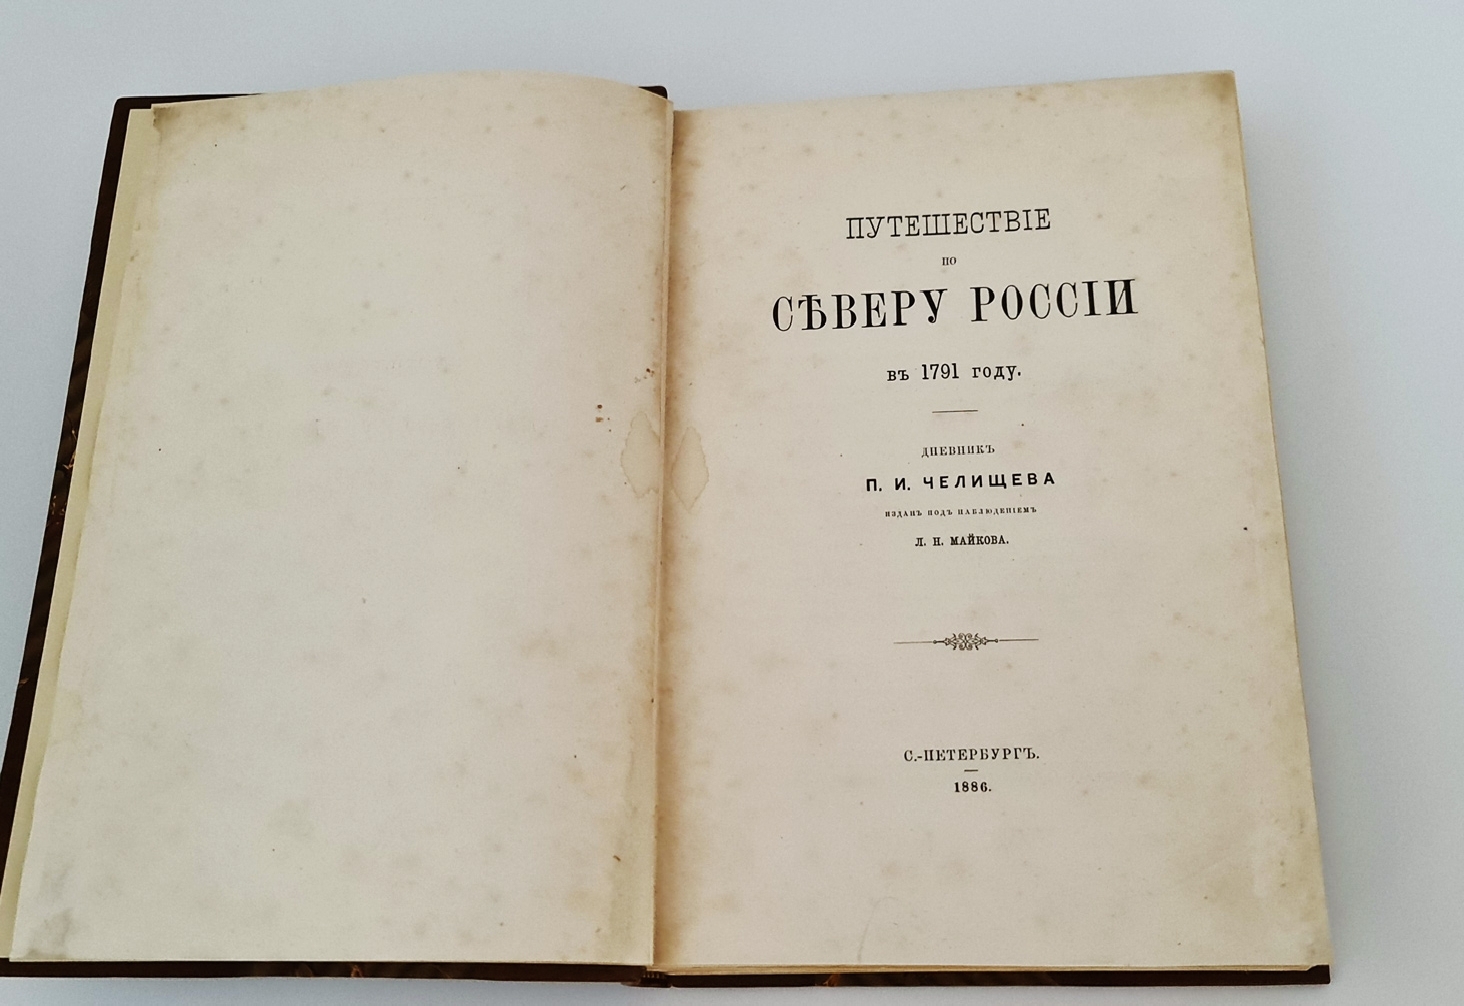 ПУТЕШЕСТВІЕ
ПО
СѢВЕРУ РОССІИ
въ 1791 году.
ДНЕВНИКЪ
П. И. ЧЕЛИЩЕВА
ИЗДАНЪ ПОДЪ НАБЛЮДЕНІЕМЪ
Л. Н. МАЙКОВА.
С.-ПЕТЕРБУРГЪ.
1886.